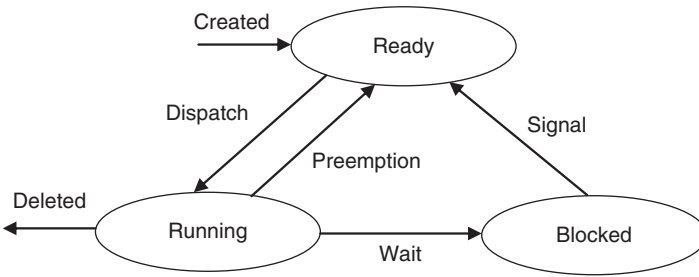 Created
Ready
Dispatch
Signal
Preemption
Deleted
Running
Blocked
Wait